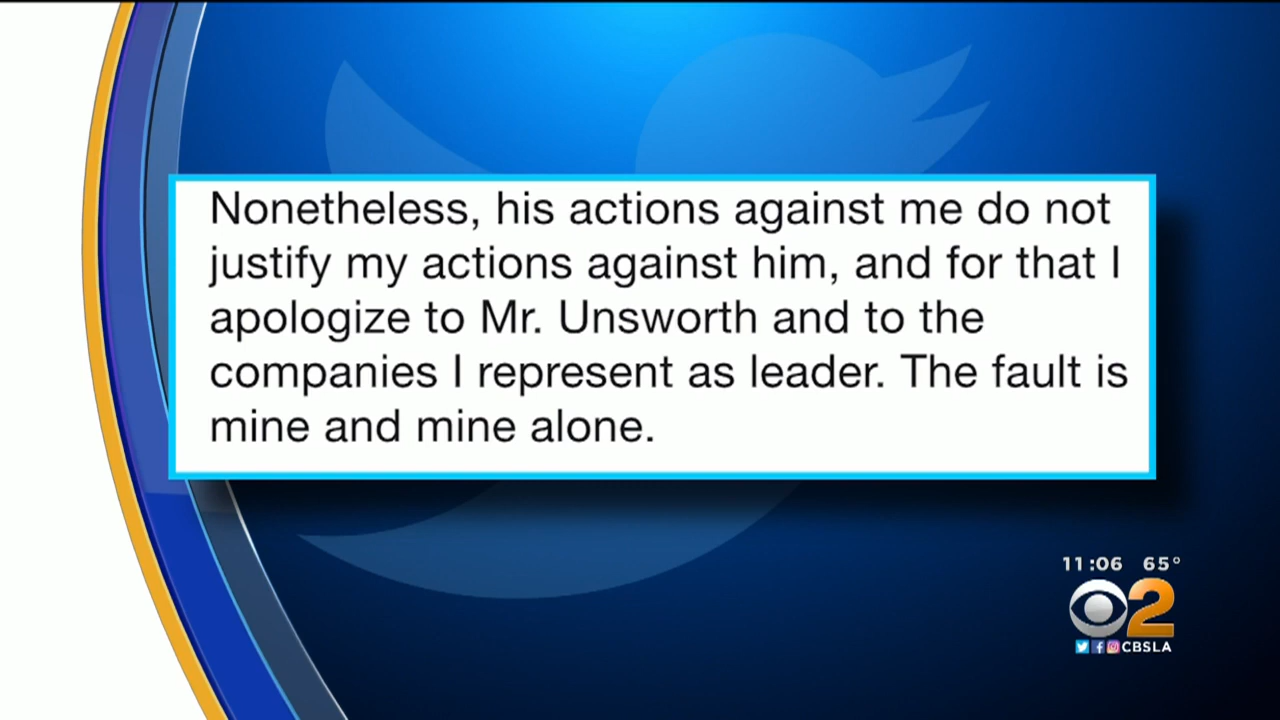 Nonetheless, his actions against me do not
justify my actions against him, and for that I
apologize to Mr. Unsworth and to the
companies I represent as leader. The fault is
mine and mine alone.
11:06 65°
2
CBSLA